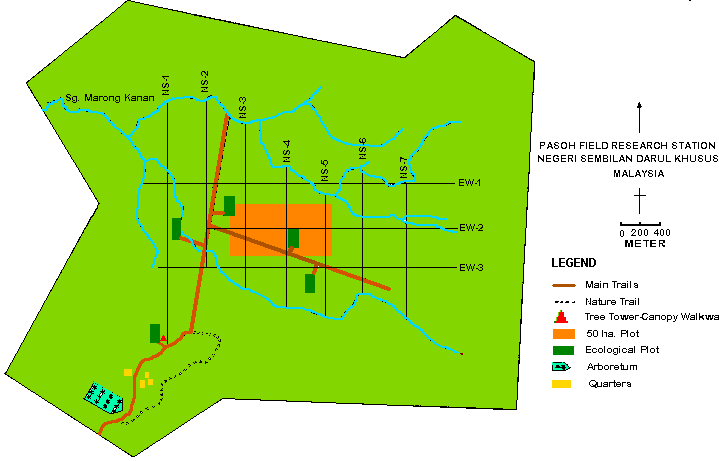 Sg. Marong Kanan
NS-1
NS-2
NS-3
NS-4
NS-5
NS-6
NS-7
EW-1
EW-2
EW-3
PASOH FIELD RESEARCH STATION
NEGERI SEMBILAN DARUL KHUSUS
MALAYSIA
0 200 400
METER
LEGEND
Main Trails
Nature Trail
Tree Tower-Canopy Walkwa
50 ha. Plot
Ecological Plot
Arboretum
Quarters